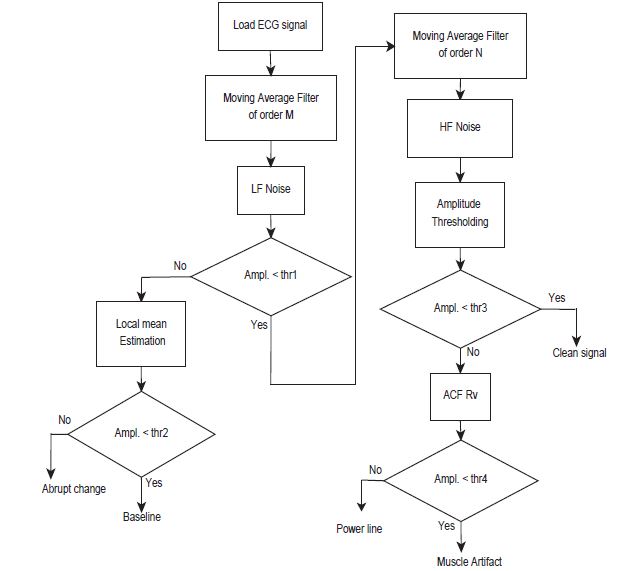 Load ECG signal
Moving Average Filter
of order M
LF Noise
Ampl. < thr1
No
Yes
Local mean
Estimation
Ampl. < thr2
No
Yes
Abrupt change
Baseline
Moving Average Filter
of order N
HF Noise
Amplitude
Thresholding
Ampl. < thr3
Yes
No
Clean signal
ACF Rv
Ampl. < thr4
No
Yes
Power line
Muscle Artifact